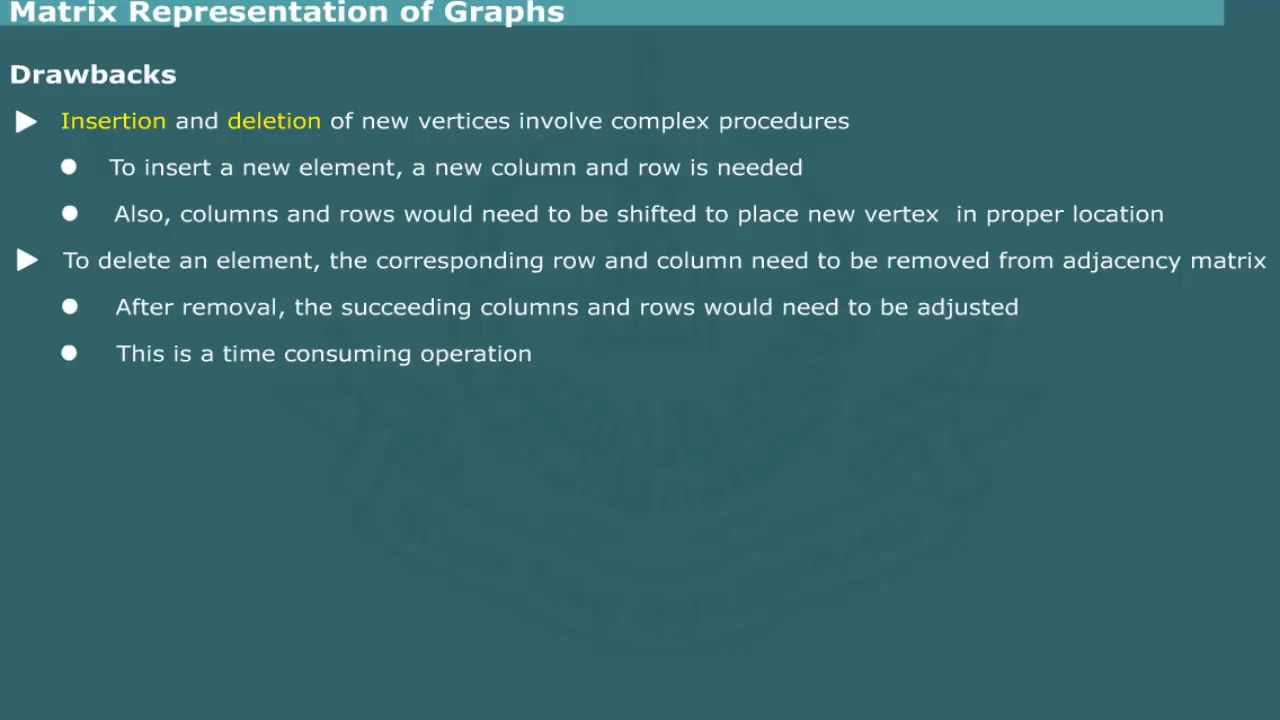 Matrix Representation of Graphs
Drawbacks
Insertion and deletion of new vertices involve complex procedures
To insert a new element, a new column and row is needed
Also, columns and rows would need to be shifted to place new vertex in proper location
To delete an element, the corresponding row and column need to be removed from adjacency matrix
After removal, the succeeding columns and rows would need to be adjusted
This is a time consuming operation